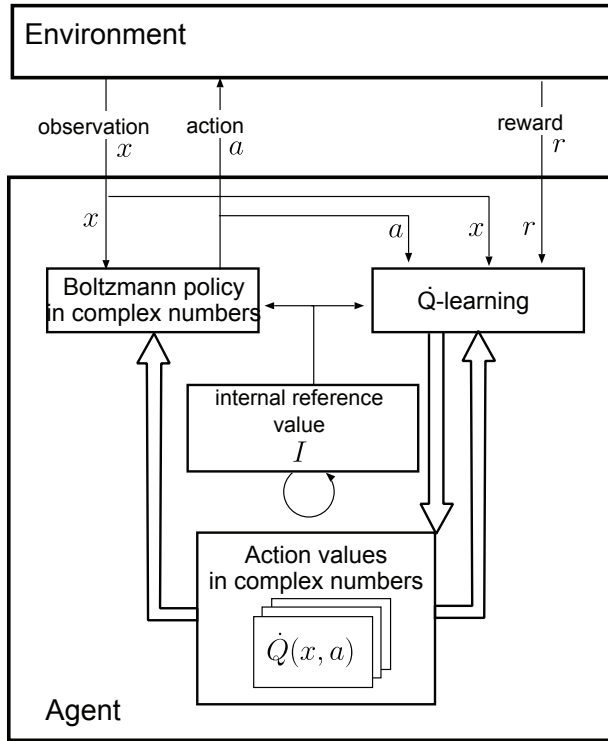 Environment
observation
x
action
a
reward
r
x
a
x
r
Boltzmann policy
in complex numbers
Q̇-learning
internal reference
value
I
Action values
in complex numbers
Q̇(x, a)
Agent